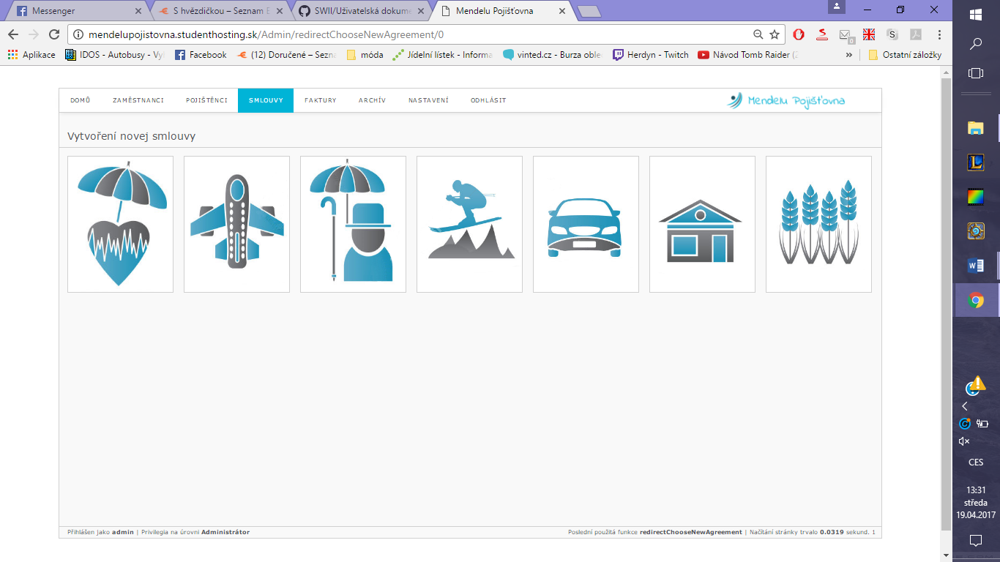 Messenger
S hvězdičkou – Seznam E
SWII/Uživatelská dokume
Mendelu Pojišťovna
mendelupojistovna.studenthosting.sk/Admin/redirectChooseNewAgreement/0
Aplikace
IDOS - Autobusy - Vyl
Facebook
(12) Doručené – Sezna
móda
Jídelní lístek - Informa
vinted.cz - Burza oble
Herdyn - Twitch
Návod Tomb Raider (
»
Ostatní záložky
DOMŮ
ZAMĚSTNANCI
POJIŠTĚNCI
SMLOUVY
FAKTURY
ARCHÍV
NASTAVENÍ
ODHLÁSIT
Mendelu Pojišťovna
Vytvoření novej smlouvy
Přihlášen jako admin | Privilegia na úrovni Administrátor
Poslední použitá funkce redirectChooseNewAgreement | Načítání stránky trvalo 0.0319 sekund. 1
CES
13:31
středa
19.04.2017